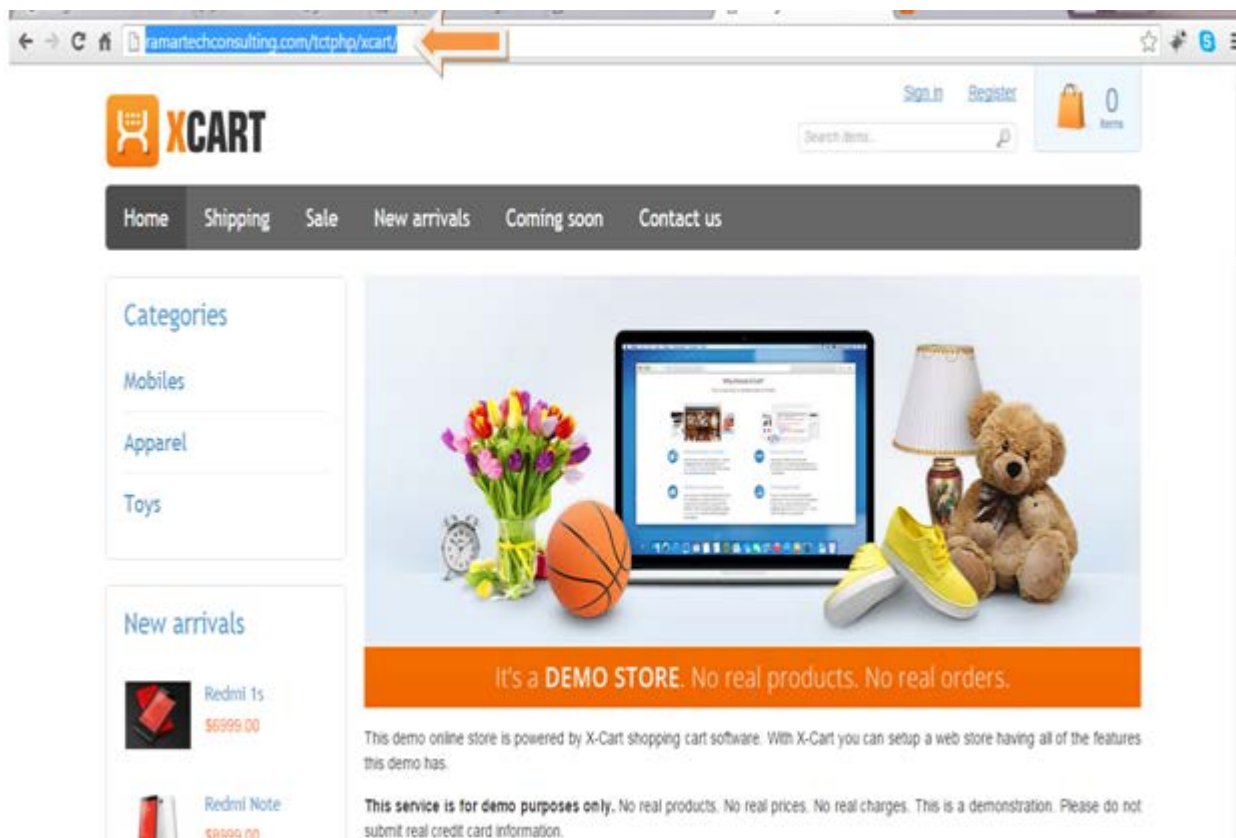 ramartechconsulting.com/tctphp/xcart/
Sign in Register
0
items
XCART
Search items...
Home Shipping Sale New arrivals Coming soon Contact us
Categories
Mobiles
Apparel
Toys
New arrivals
Redmi 1s
$6999.00
Redmi Note
$8999.00
It's a DEMO STORE. No real products. No real orders.
This demo online store is powered by X-Cart shopping cart software. With X-Cart you can setup a web store having all of the features
this demo has.
This service is for demo purposes only. No real products. No real prices. No real charges. This is a demonstration. Please do not
submit real credit card information.